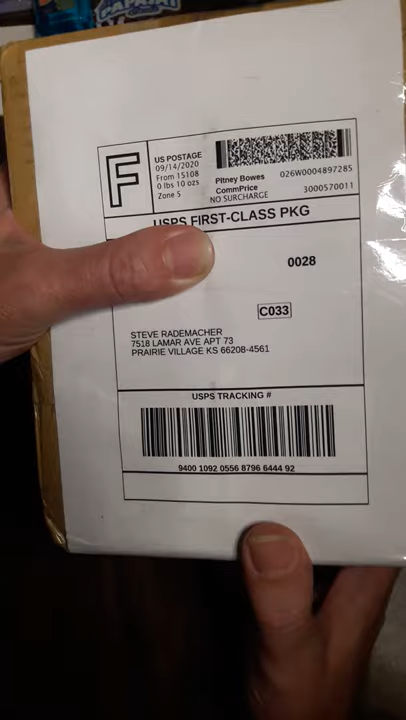 PAPAYA!
F
US POSTAGE
09/14/2020
From 15108
0 lbs 10 ozs
Zone 5
Pitney Bowes
CommPrice
NO SURCHARGE
026W0004897285
3000570011
USPS FIRST-CLASS PKG
0028
C033
STEVE RADEMACHER
7518 LAMAR AVE APT 73
PRAIRIE VILLAGE KS 66208-4561
USPS TRACKING #
9400 1092 0556 8796 6444 92